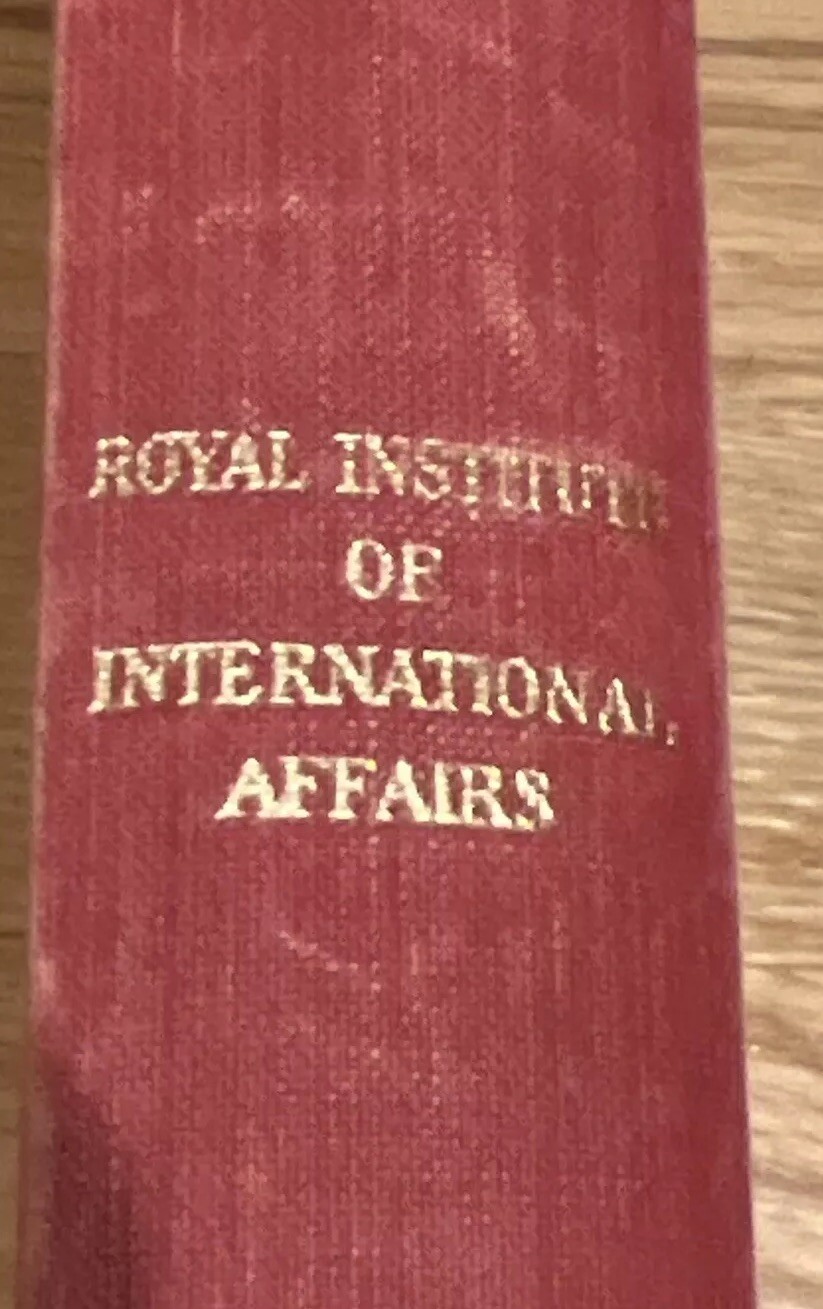 ROYAL INSTITUTE
OF
INTERNATIONAL
AFFAIRS